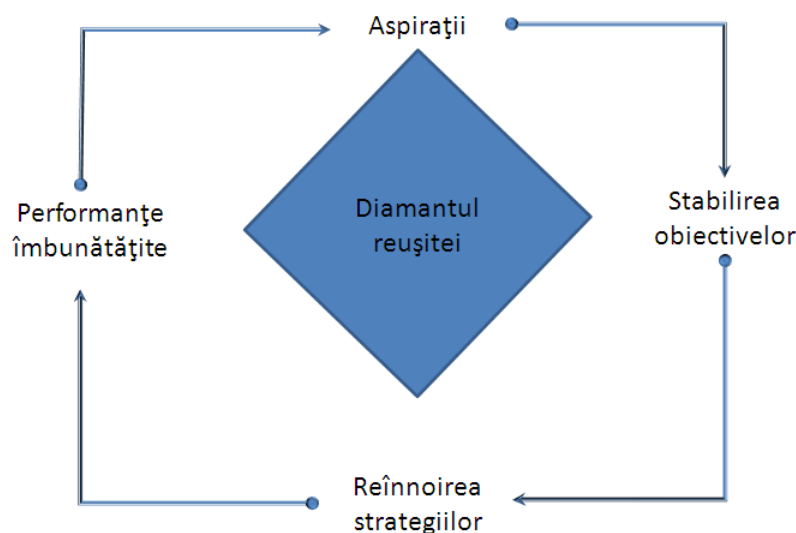 Aspiraţii
Stabilirea
obiectivelor
Diamantul
reuşitei
Performanţe
îmbunătăţite
Reînnoirea
strategiilor